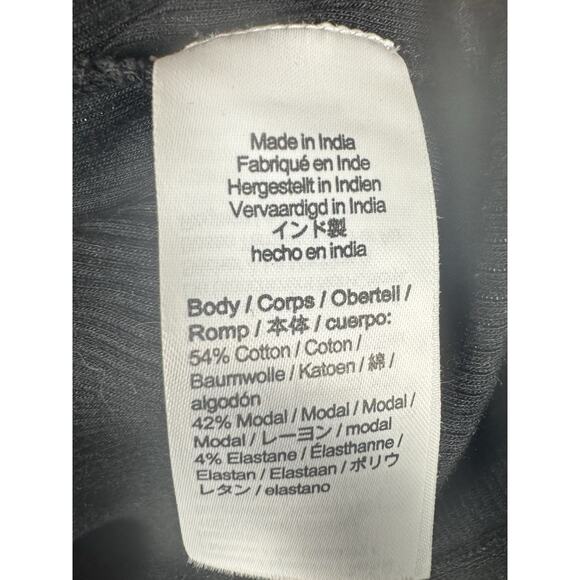 Made in India
Fabriqué en Inde
Hergestellt in Indien
Vervaardigd in India
インド製
hecho en india
Body / Corps / Oberteil /
Romp / 本体 / cuerpo:
54% Cotton / Coton /
Baumwolle / Katoen / 綿 /
algodón
42% Modal / Modal / Modal /
Modal / レーヨン / modal
4% Elastane / Élasthanne /
Elastan / Elastaan / ポリウ
レタン / elastano